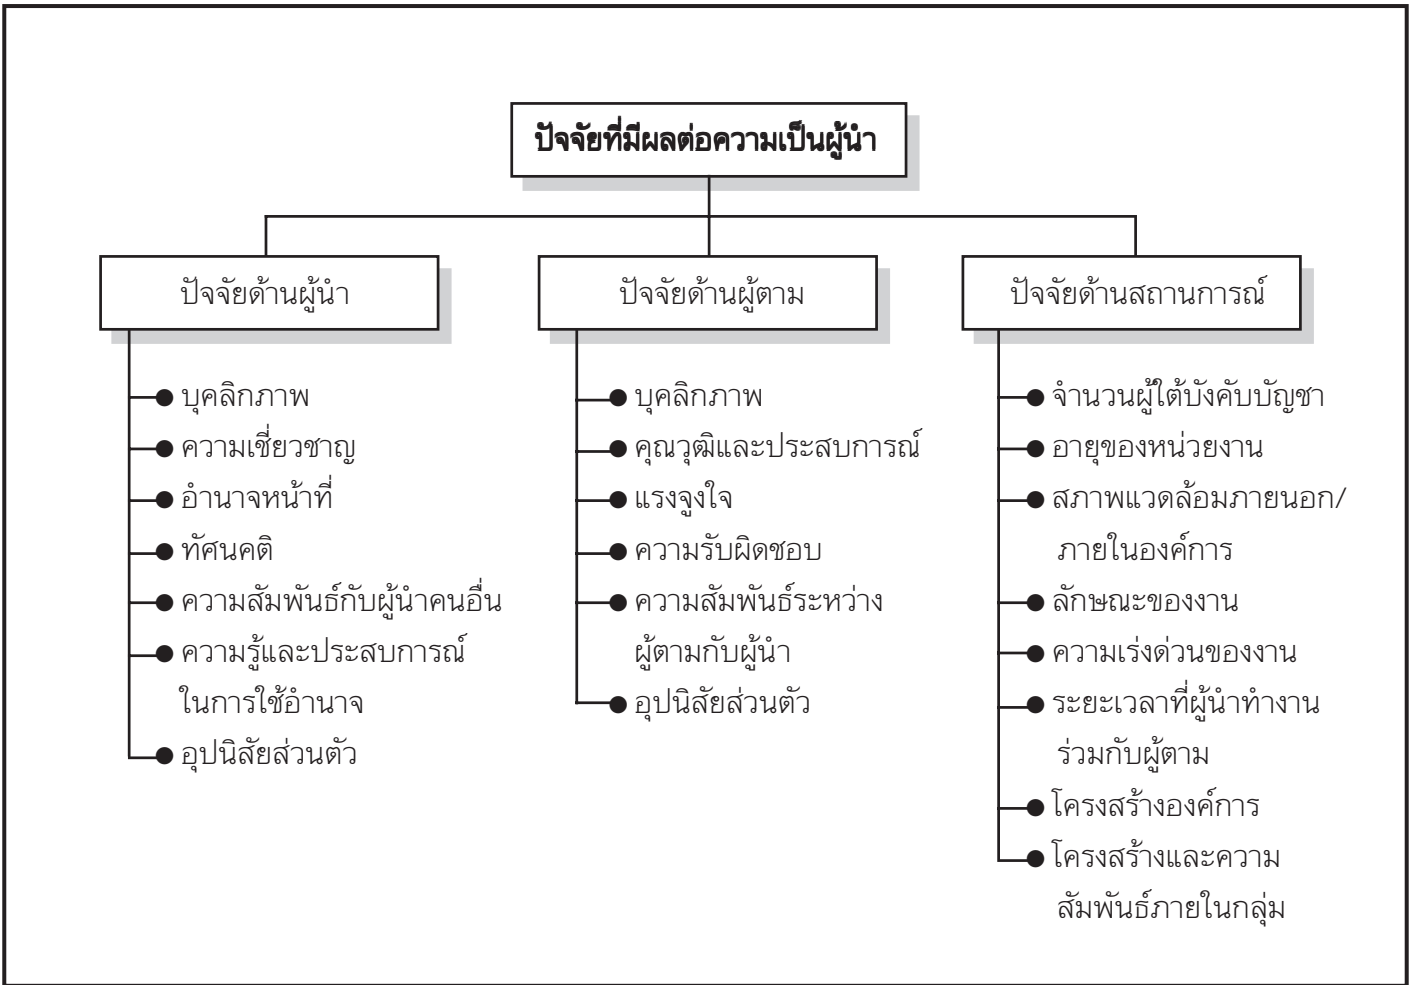 ปัจจัยที่มีผลต่อความเป็นผู้นำ
ปัจจัยด้านผู้นำ
บุคลิกภาพ
ความเชี่ยวชาญ
อำนาจหน้าที่
ทัศนคติ
ความสัมพันธ์กับผู้นำคนอื่น
ความรู้และประสบการณ์
ในการใช้อำนาจ
อุปนิสัยส่วนตัว
ปัจจัยด้านผู้ตาม
บุคลิกภาพ
คุณวุฒิและประสบการณ์
แรงจูงใจ
ความรับผิดชอบ
ความสัมพันธ์ระหว่าง
ผู้ตามกับผู้นำ
อุปนิสัยส่วนตัว
ปัจจัยด้านสถานการณ์
จำนวนผู้ใต้บังคับบัญชา
อายุของหน่วยงาน
สภาพแวดล้อมภายนอก/
ภายในองค์การ
ลักษณะของงาน
ความเร่งด่วนของงาน
ระยะเวลาที่ผู้นำทำงาน
ร่วมกับผู้ตาม
โครงสร้างองค์การ
โครงสร้างและความ
สัมพันธ์ภายในกลุ่ม